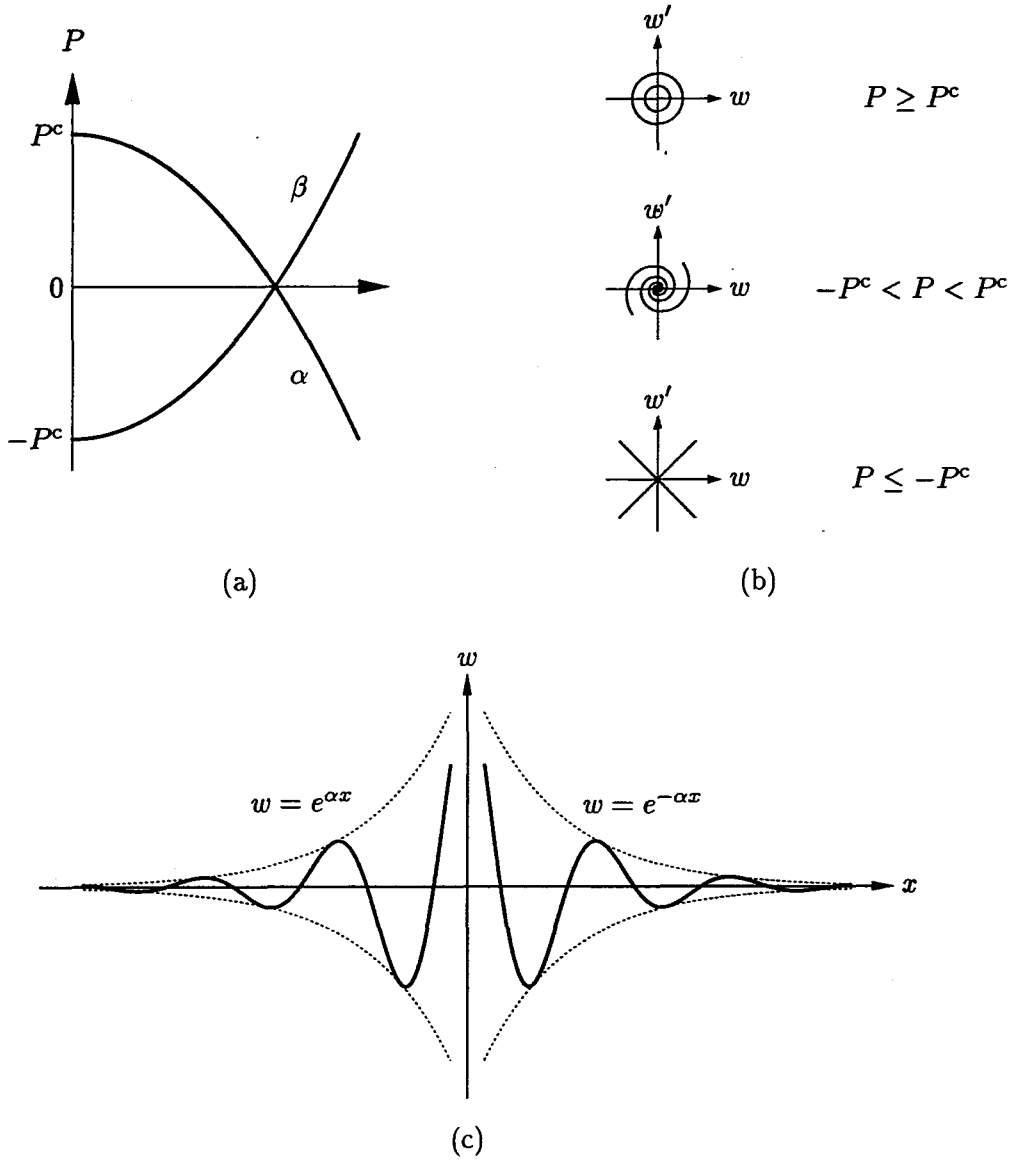 P
P^c
β
0
α
−P^c
(a)
w′
w
P ≥ P^c
w′
w
−P^c < P < P^c
w′
w
P ≤ −P^c
(b)
w
w = e^{αx}
w = e^{−αx}
x
(c)